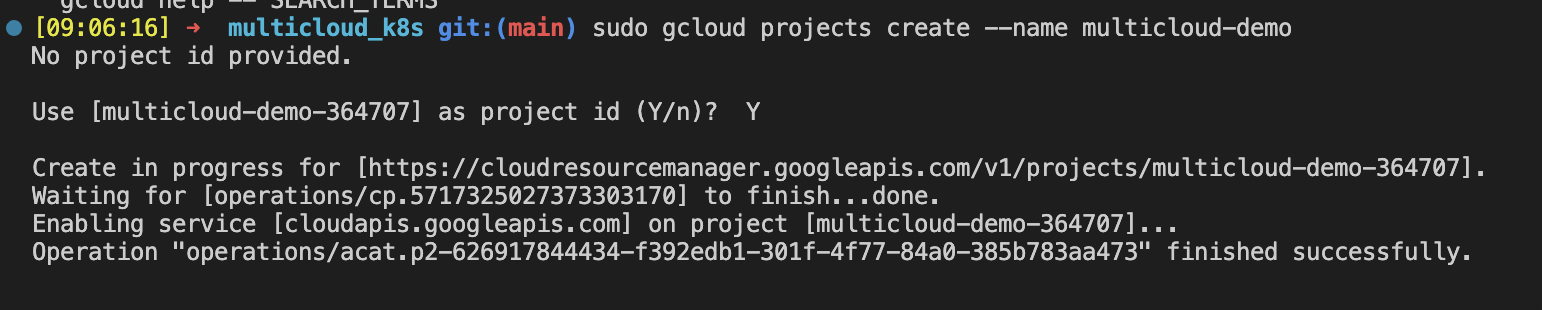 gcloud help -- SEARCH_TERMS
[09:06:16] → multicloud_k8s git:(main) sudo gcloud projects create --name multicloud-demo
No project id provided.
Use [multicloud-demo-364707] as project id (Y/n)? Y
Create in progress for [https://cloudresourcemanager.googleapis.com/v1/projects/multicloud-demo-364707].
Waiting for [operations/cp.5717325027373303170] to finish...done.
Enabling service [cloudapis.googleapis.com] on project [multicloud-demo-364707]...
Operation "operations/acat.p2-626917844434-f392edb1-301f-4f77-84a0-385b783aa473" finished successfully.